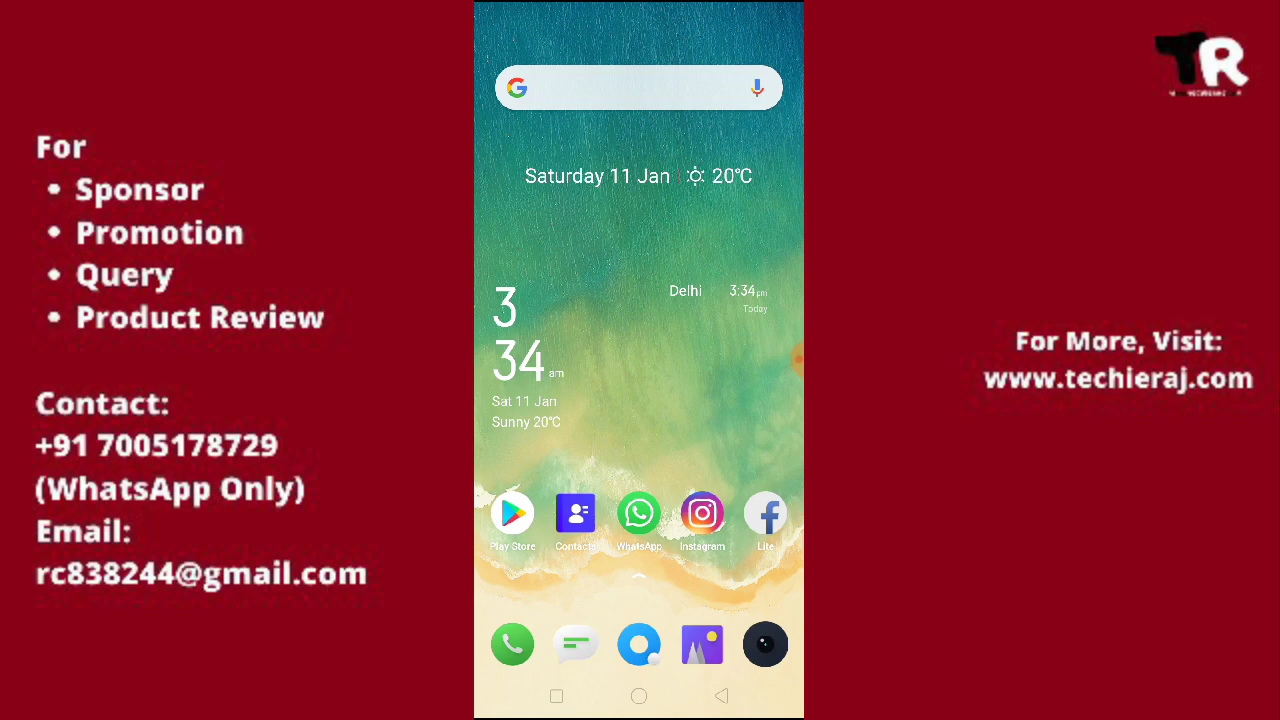 For
• Sponsor
• Promotion
• Query
• Product Review
Contact:
+91 7005178729
(WhatsApp Only)
Email:
rc838244@gmail.com
Saturday 11 Jan 20°C
3
34 am
Sat 11 Jan
Sunny 20°C
Delhi 3:34 pm
Today
Play Store Contacts WhatsApp Instagram Lite
TR
For More, Visit:
www.techieraj.com